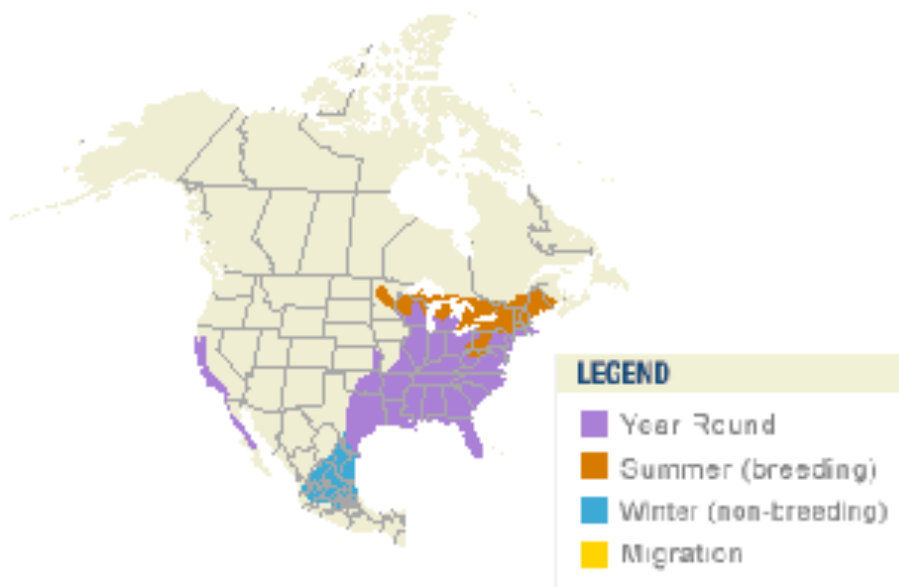 LEGEND
Year Round
Summer (breeding)
Winter (non-breeding)
Migration